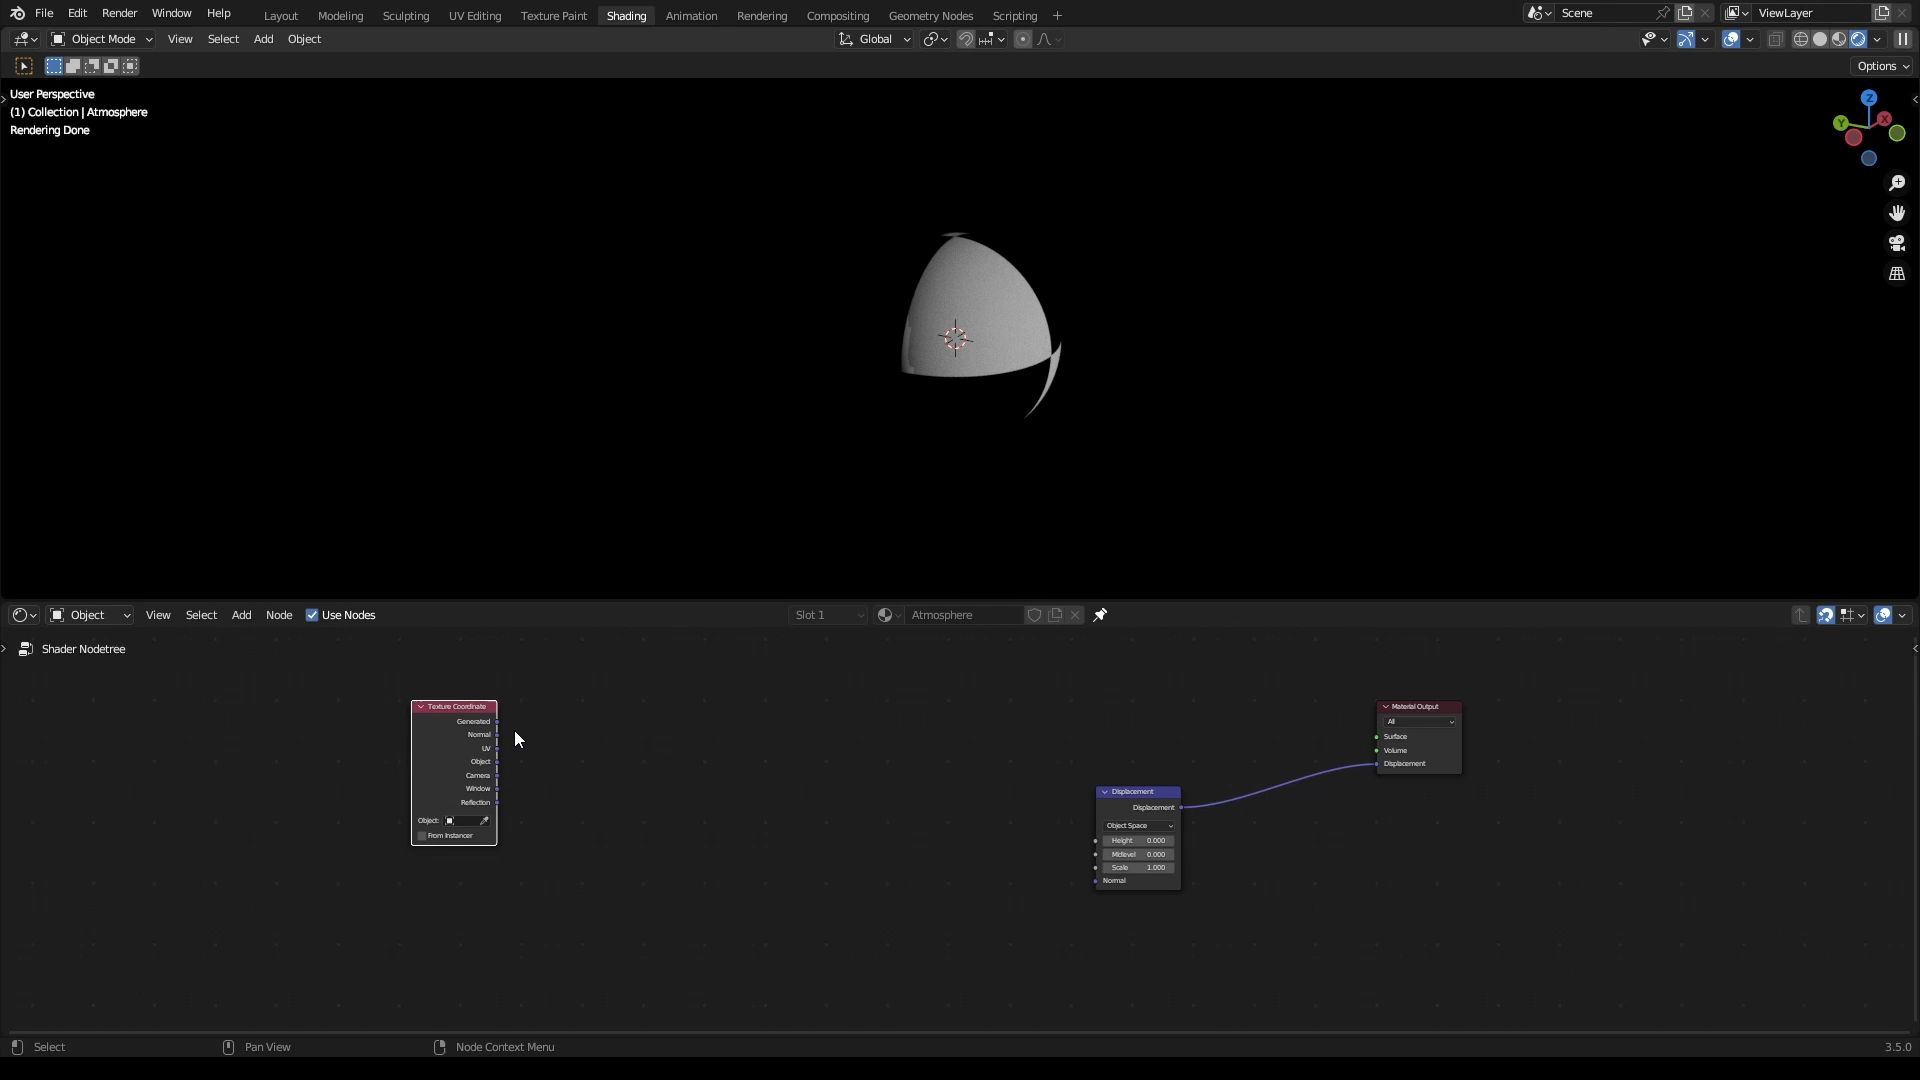 File Edit Render Window Help Layout Modeling Sculpting UV Editing Texture Paint Shading Animation Rendering Compositing Geometry Nodes Scripting + Scene ViewLayer
Object Mode View Select Add Object Global
Options
User Perspective
(1) Collection | Atmosphere
Rendering Done
Z
Y X
Object View Select Add Node Use Nodes Slot 1 Atmosphere
Shader Nodetree
Texture Coordinate
Generated
Normal
UV
Object
Camera
Window
Reflection
Object:
From Instancer
Displacement
Displacement
Object Space
Height 0.000
Midlevel 0.000
Scale 1.000
Normal
Material Output
All
Surface
Volume
Displacement
Select Pan View Node Context Menu 3.5.0